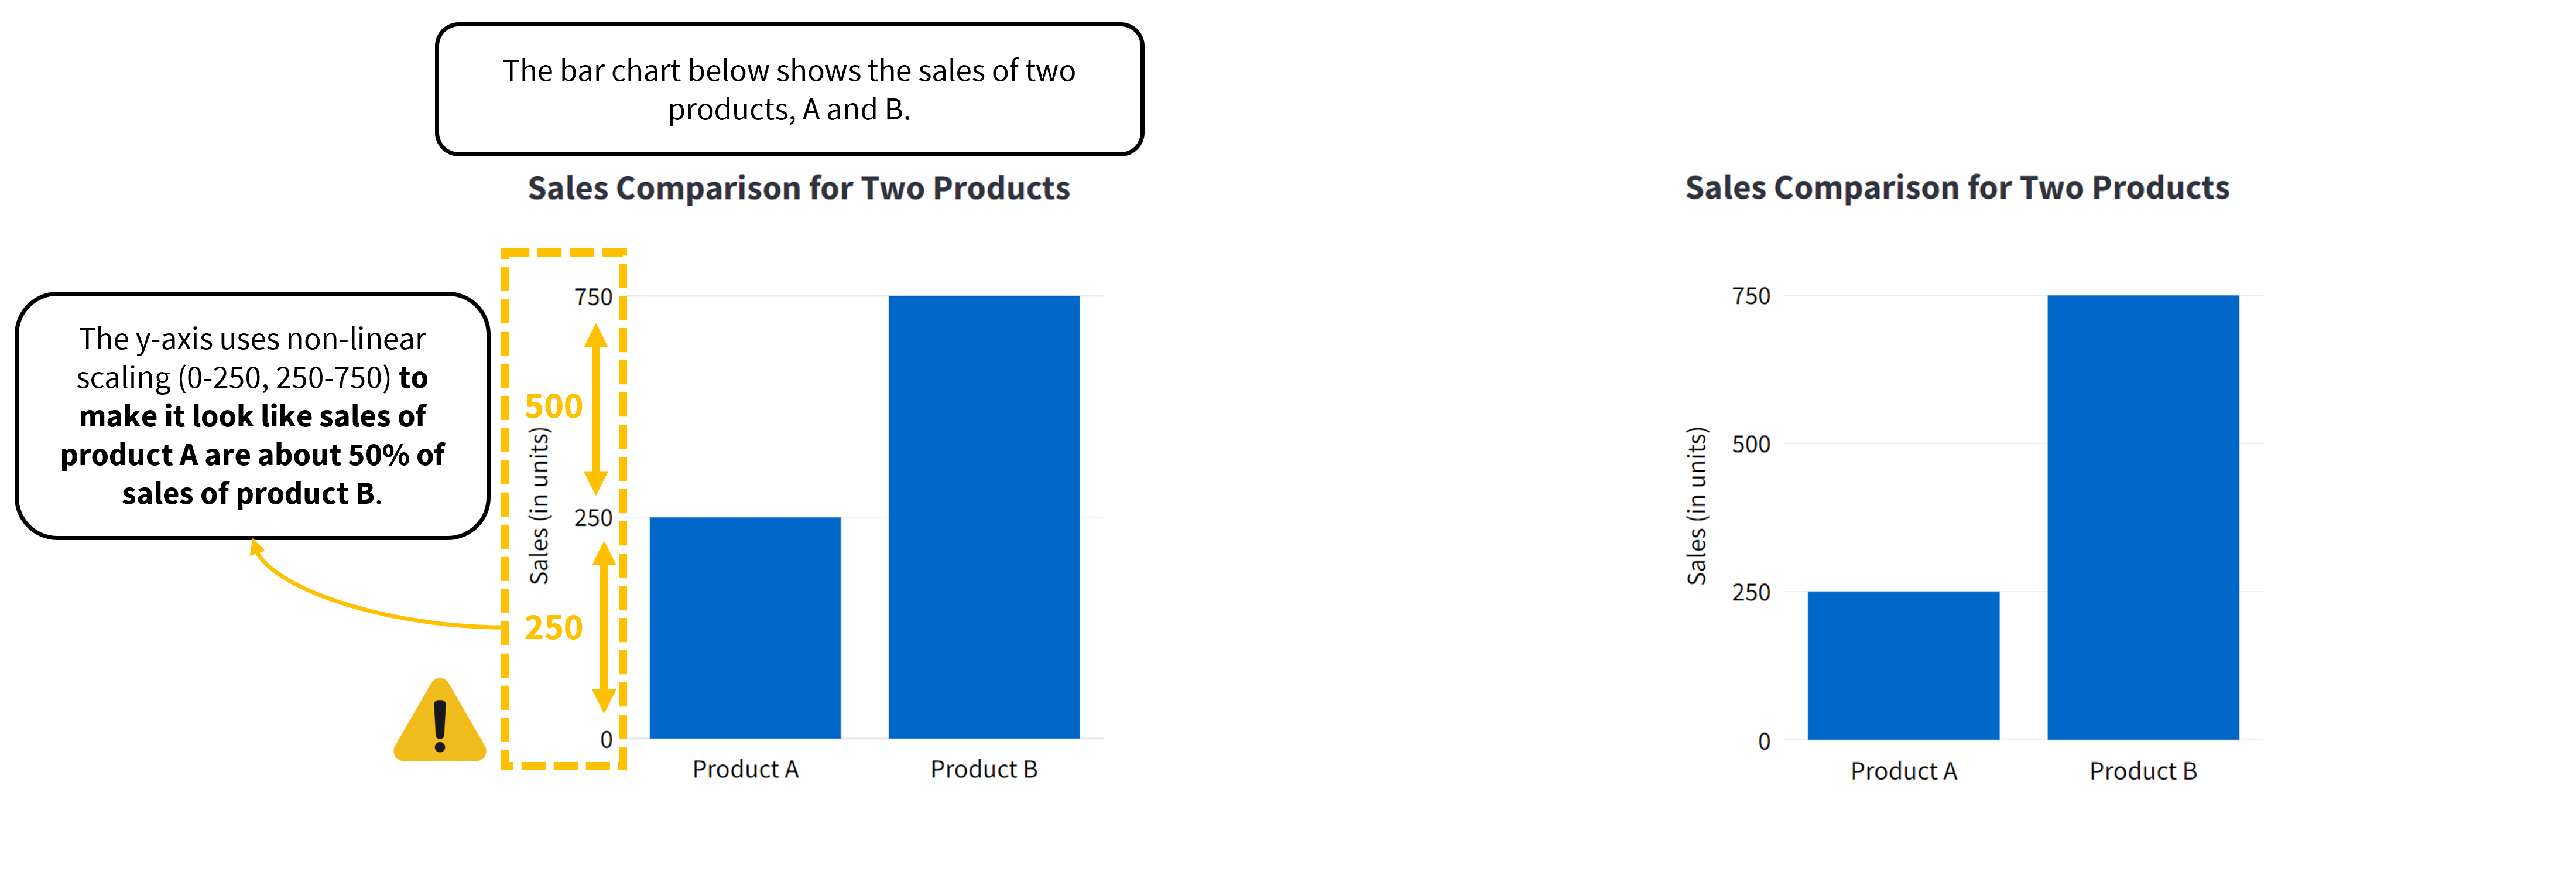 The bar chart below shows the sales of two
products, A and B.
Sales Comparison for Two Products
The y-axis uses non-linear
scaling (0-250, 250-750) to
make it look like sales of
product A are about 50% of
sales of product B.
750
500
250
250
0
Sales (in units)
Product A
Product B
Sales Comparison for Two Products
750
500
250
0
Sales (in units)
Product A
Product B